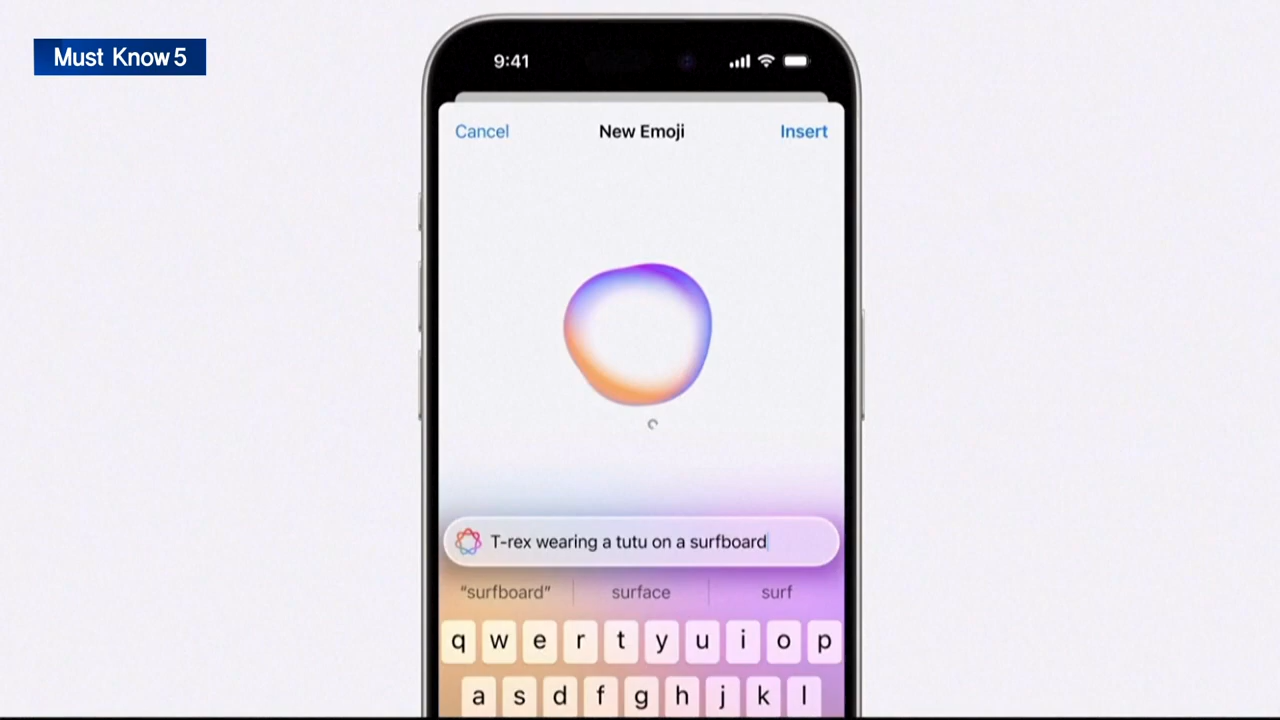 Must Know 5
9:41
Cancel New Emoji Insert
T-rex wearing a tutu on a surfboard
“surfboard” surface surf
q w e r t y u i o p
a s d f g h j k l